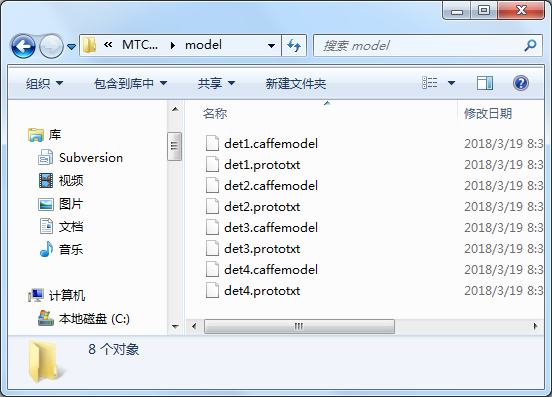 « MTC... ▸ model
搜索 model
组织 包含到库中 共享 新建文件夹
名称 修改日期
库
Subversion
视频
图片
文档
音乐
计算机
本地磁盘 (C:)
det1.caffemodel 2018/3/19 8:3
det1.prototxt 2018/3/19 8:3
det2.caffemodel 2018/3/19 8:3
det2.prototxt 2018/3/19 8:3
det3.caffemodel 2018/3/19 8:3
det3.prototxt 2018/3/19 8:3
det4.caffemodel 2018/3/19 8:3
det4.prototxt 2018/3/19 8:3
8 个对象